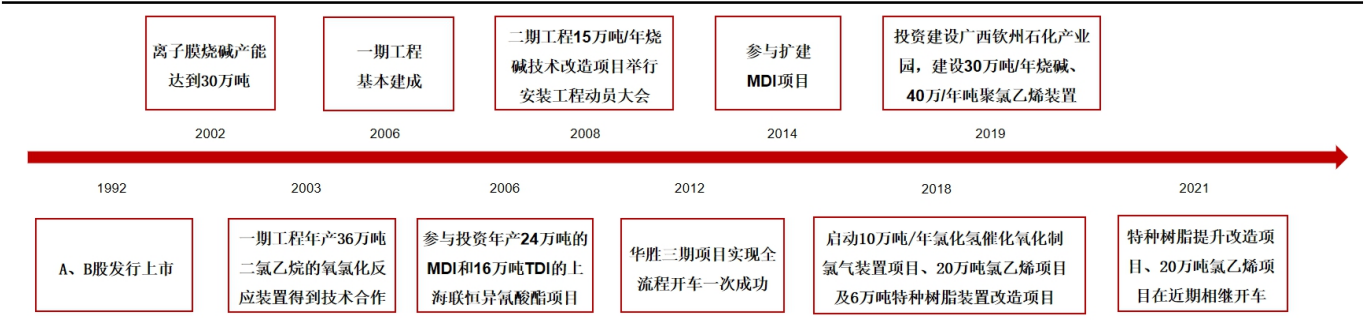 离子膜烧碱产能
达到30万吨
一期工程
基本建成
二期工程15万吨/年烧
碱技术改造项目举行
安装工程动员大会
参与扩建
MDI项目
投资建设广西钦州石化产业
园，建设30万吨/年烧碱、
40万/年吨聚氯乙烯装置
2002
2006
2008
2014
2019
1992
2003
2006
2012
2018
2021
A、B股发行上市
一期工程年产36万吨
二氯乙烷的氧氯化反
应装置得到技术合作
参与投资年产24万吨的
MDI和16万吨TDI的上
海联恒异氰酸酯项目
华胜三期项目实现全
流程开车一次成功
启动10万吨/年氯化氢催化氧化制
氯气装置项目、20万吨氯乙烯项目
及6万吨特种树脂装置改造项目
特种树脂提升改造项
目、20万吨氯乙烯项
目在近期相继开车